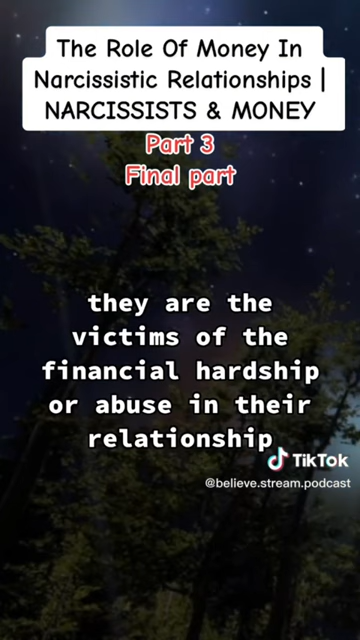 The Role Of Money In
Narcissistic Relationships |
NARCISSISTS & MONEY
Part 3
Final part
they are the
victims of the
financial hardship
or abuse in their
relationship
TikTok
@believe.stream.podcast